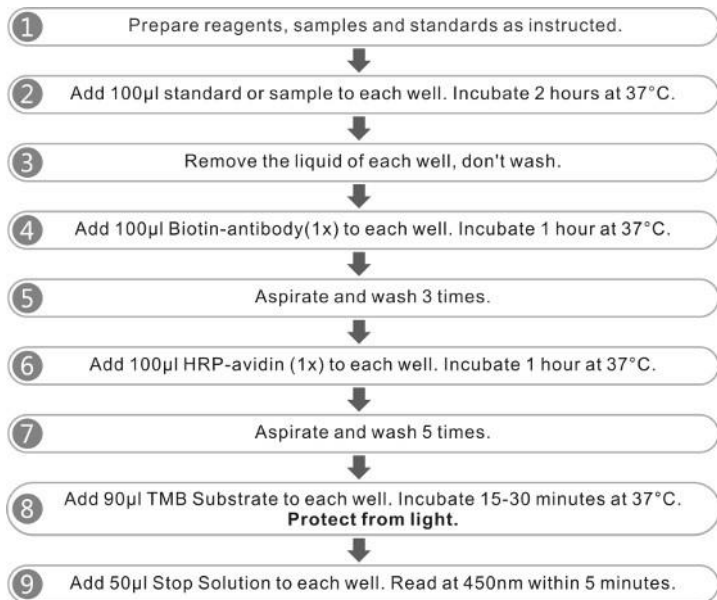 1 Prepare reagents, samples and standards as instructed.
2 Add 100µl standard or sample to each well. Incubate 2 hours at 37°C.
3 Remove the liquid of each well, don't wash.
4 Add 100µl Biotin-antibody(1x) to each well. Incubate 1 hour at 37°C.
5 Aspirate and wash 3 times.
6 Add 100µl HRP-avidin (1x) to each well. Incubate 1 hour at 37°C.
7 Aspirate and wash 5 times.
8 Add 90µl TMB Substrate to each well. Incubate 15-30 minutes at 37°C.
Protect from light.
9 Add 50µl Stop Solution to each well. Read at 450nm within 5 minutes.